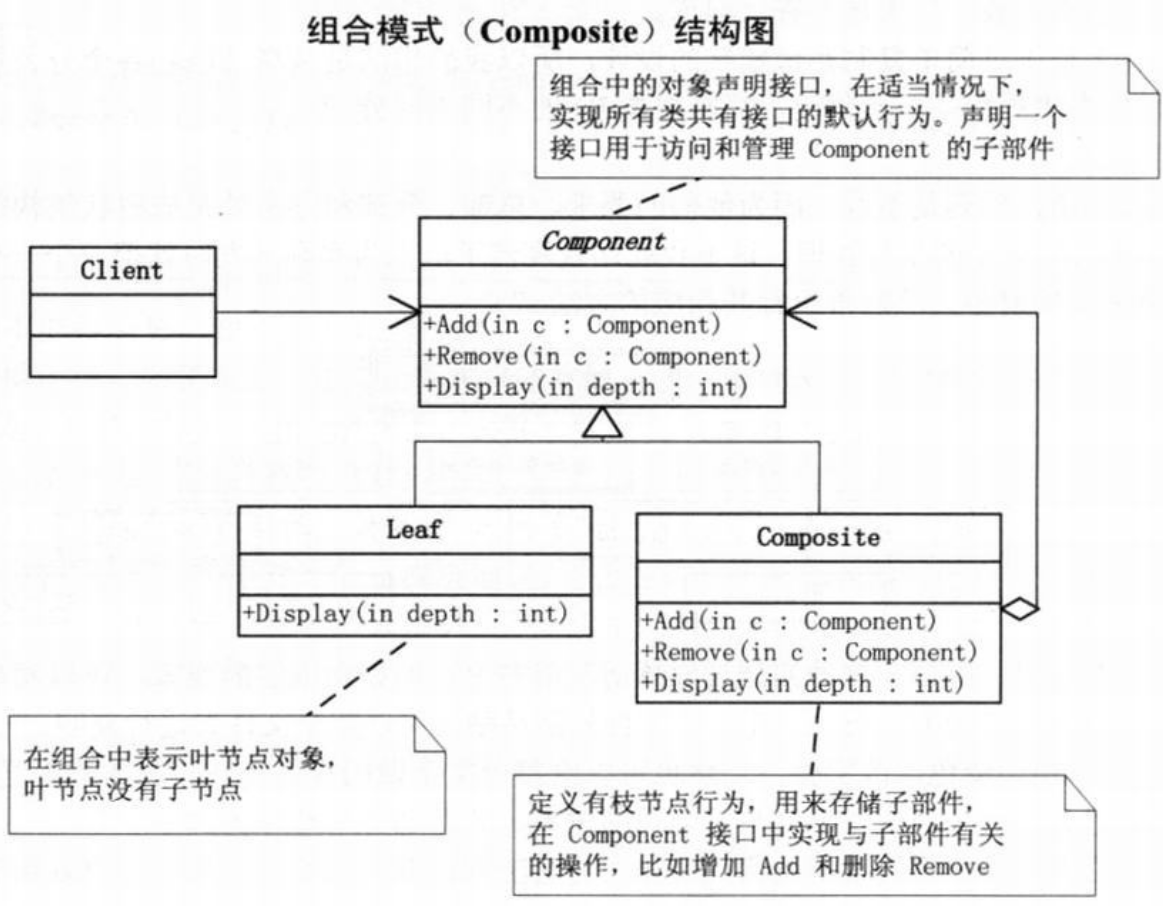 组合模式（Composite）结构图
组合中的对象声明接口，在适当情况下，
实现所有类共有接口的默认行为。声明一个
接口用于访问和管理 Component 的子部件
Client
Component
+Add(in c : Component)
+Remove(in c : Component)
+Display(in depth : int)
Leaf
+Display(in depth : int)
Composite
+Add(in c : Component)
+Remove(in c : Component)
+Display(in depth : int)
在组合中表示叶节点对象，
叶节点没有子节点
定义有枝节点行为，用来存储子部件，
在 Component 接口中实现与子部件有关
的操作，比如增加 Add 和删除 Remove